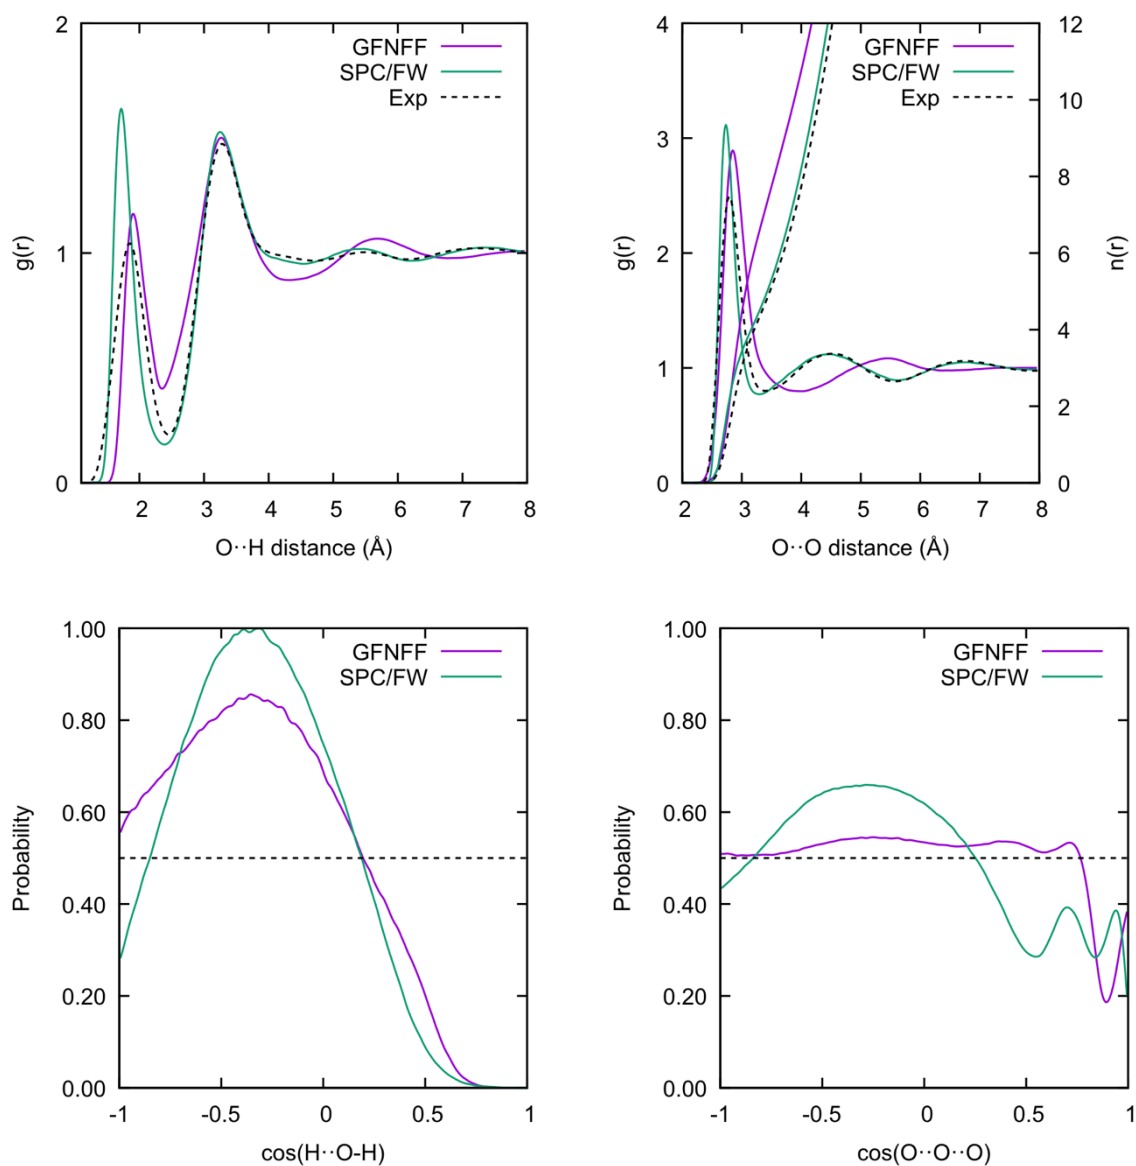 2
1
0
g(r)
GFNFF
SPC/FW
Exp
2 3 4 5 6 7 8
O··H distance (Å)
4
3
2
1
0
g(r)
GFNFF
SPC/FW
Exp
12
10
8
6
4
2
0
n(r)
2 3 4 5 6 7 8
O··O distance (Å)
1.00
0.80
0.60
0.40
0.20
0.00
Probability
GFNFF
SPC/FW
-1 -0.5 0 0.5 1
cos(H··O-H)
1.00
0.80
0.60
0.40
0.20
0.00
Probability
GFNFF
SPC/FW
-1 -0.5 0 0.5 1
cos(O··O··O)